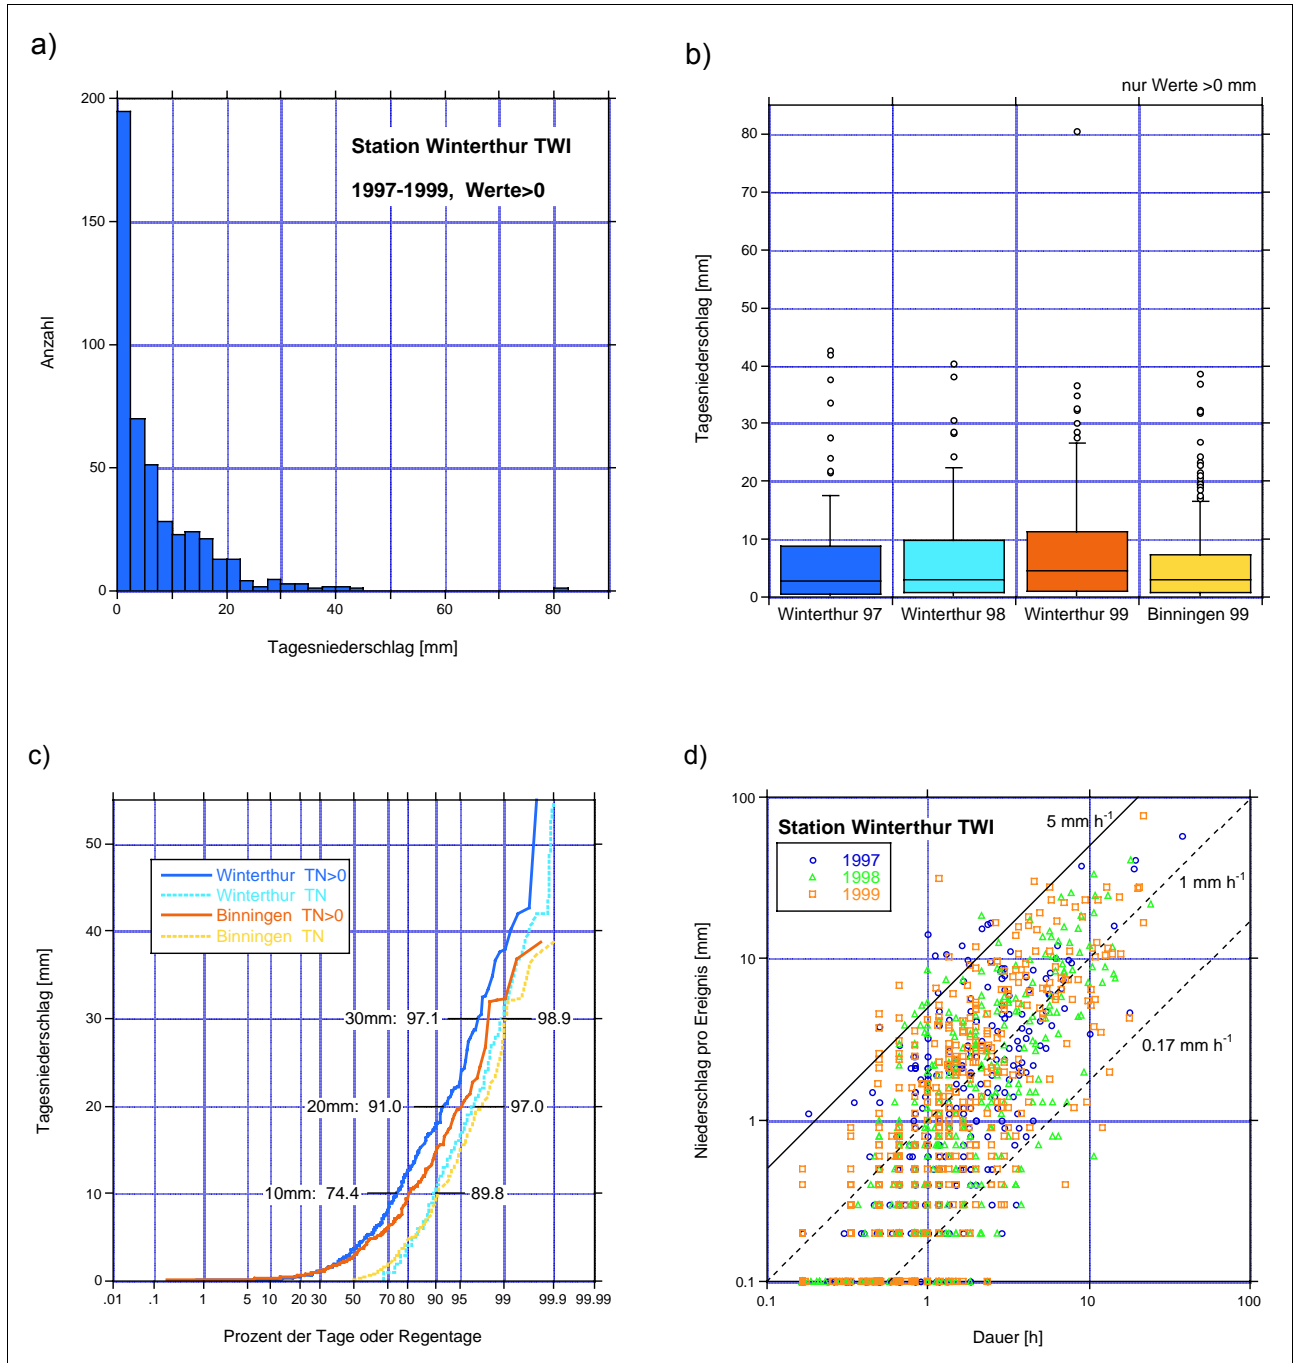 a)
200
150
100
50
0
Anzahl
Station Winterthur TWI
1997-1999, Werte>0
0 20 40 60 80
Tagesniederschlag [mm]
b)
nur Werte >0 mm
80
70
60
50
40
30
20
10
0
Tagesniederschlag [mm]
Winterthur 97 Winterthur 98 Winterthur 99 Binningen 99
c)
50
40
30
20
10
0
Tagesniederschlag [mm]
Winterthur TN>0
Winterthur TN
Binningen TN>0
Binningen TN
30mm: 97.1 98.9
20mm: 91.0 97.0
10mm: 74.4 89.8
.01 .1 1 5 10 20 30 50 70 80 90 95 99 99.9 99.99
Prozent der Tage oder Regentage
d)
100
10
1
0.1
Niederschlag pro Ereignis [mm]
Station Winterthur TWI
1997
1998
1999
5 mm h-1
1 mm h-1
0.17 mm h-1
0.1 1 10 100
Dauer [h]